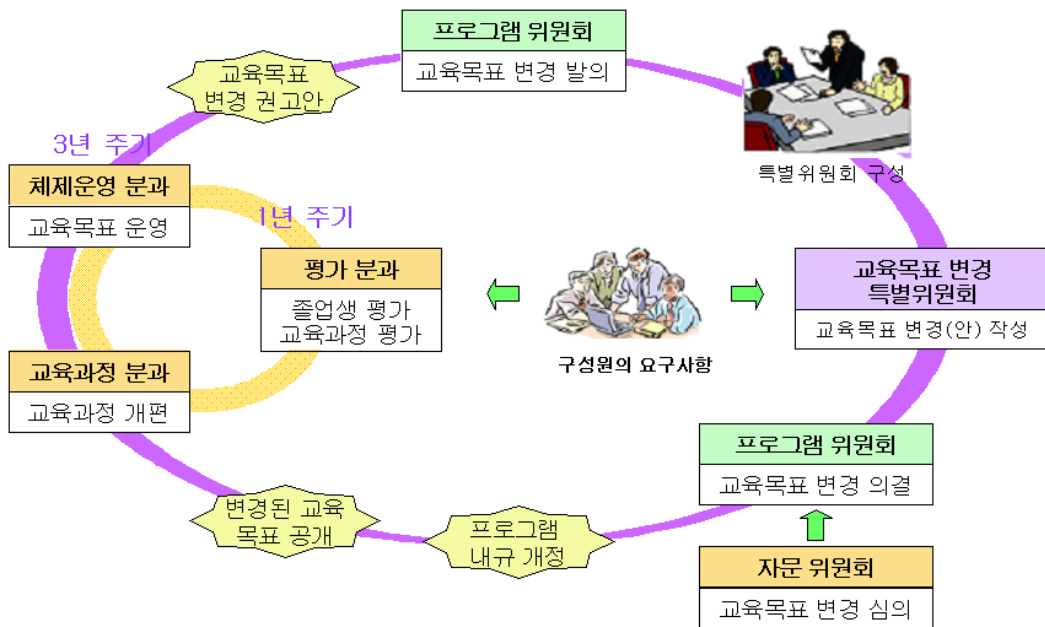 프로그램 위원회
교육목표 변경 발의
교육목표
변경 권고안
3년 주기
체제운영 분과
교육목표 운영
1년 주기
평가 분과
졸업생 평가
교육과정 평가
교육과정 분과
교육과정 개편
구성원의 요구사항
특별위원회 구성
교육목표 변경
특별위원회
교육목표 변경(안) 작성
프로그램 위원회
교육목표 변경 의결
자문 위원회
교육목표 변경 심의
프로그램
내규 개정
변경된 교육
목표 공개